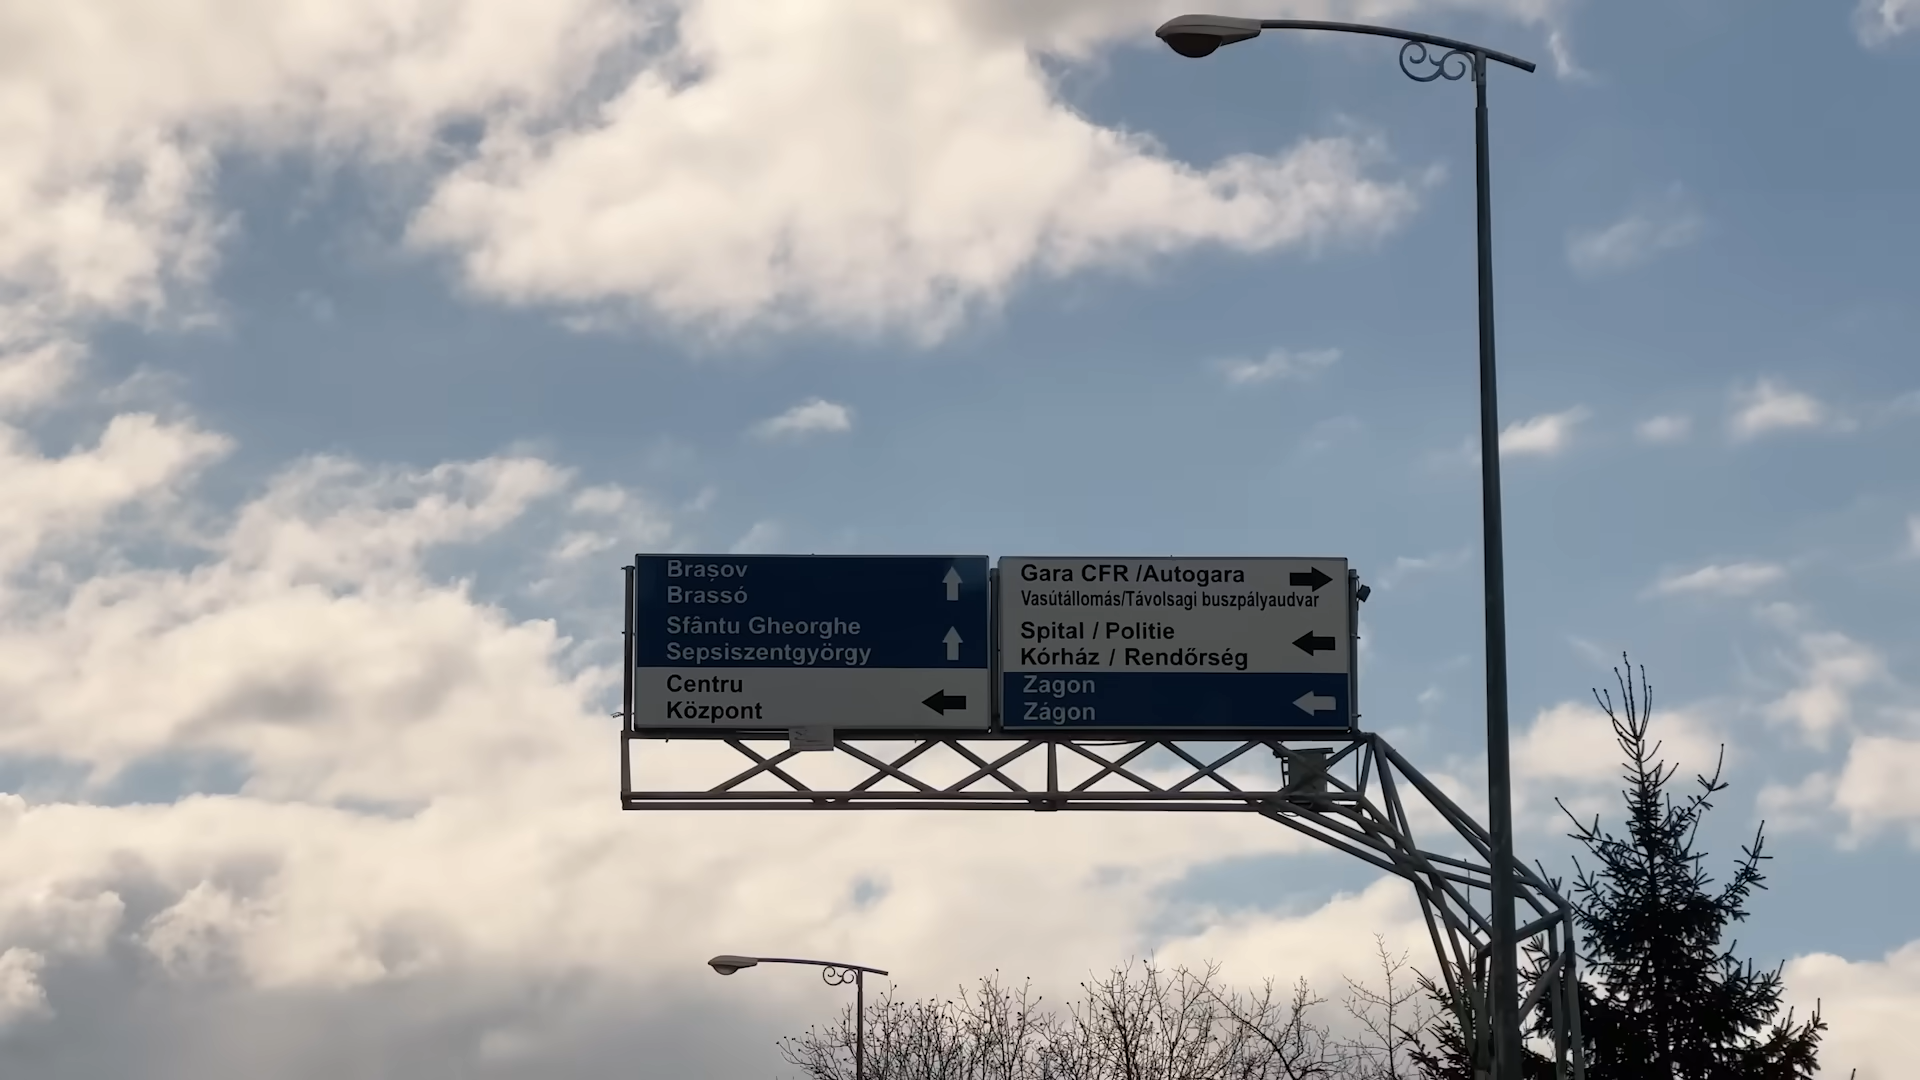 Brașov
Brassó
Sfântu Gheorghe
Sepsiszentgyörgy
Centru
Központ
Gara CFR /Autogara
Vasútállomás/Távolsagi buszpályaudvar
Spital / Politie
Kórház / Rendőrség
Zagon
Zágon